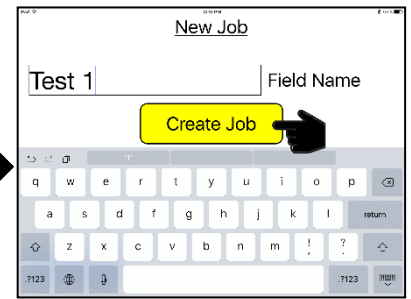 New Job
Test 1 Field Name
Create Job
q w e r t y u i o p
a s d f g h j k l return
z x c v b n m ! , ? .
.?123 .?123